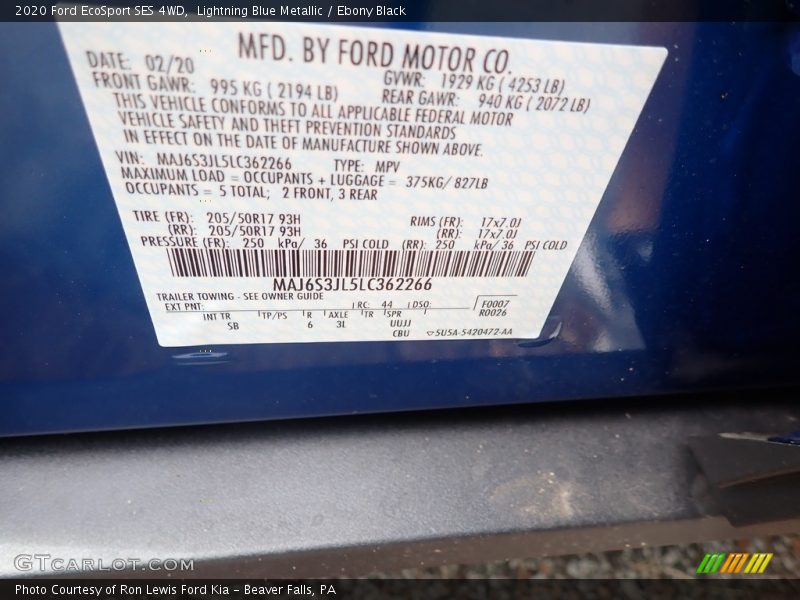 2020 Ford EcoSport SES 4WD, Lightning Blue Metallic / Ebony Black
MFD. BY FORD MOTOR CO.
DATE: 02/20 GVWR: 1929 KG ( 4253 LB)
FRONT GAWR: 995 KG ( 2194 LB) REAR GAWR: 940 KG ( 2072 LB)
THIS VEHICLE CONFORMS TO ALL APPLICABLE FEDERAL MOTOR
VEHICLE SAFETY AND THEFT PREVENTION STANDARDS
IN EFFECT ON THE DATE OF MANUFACTURE SHOWN ABOVE.
VIN: MAJ6S3JL5LC362266 TYPE: MPV
MAXIMUM LOAD = OCCUPANTS + LUGGAGE = 375KG/ 827LB
OCCUPANTS = 5 TOTAL; 2 FRONT, 3 REAR
TIRE (FR): 205/50R17 93H RIMS (FR): 17x7.0J
(RR): 205/50R17 93H (RR): 17x7.0J
PRESSURE (FR): 250 kPa/ 36 PSI COLD (RR): 250 kPa/ 36 PSI COLD
MAJ6S3JL5LC362266
TRAILER TOWING - SEE OWNER GUIDE
EXT PNT: RC: 44 DSO: F0007
R0026
INT TR TP/PS R AXLE TR SPR
SB 6 3L UUJJ
CBU 5U5A-5420472-AA
GTCARLOT.COM
Photo Courtesy of Ron Lewis Ford Kia – Beaver Falls, PA